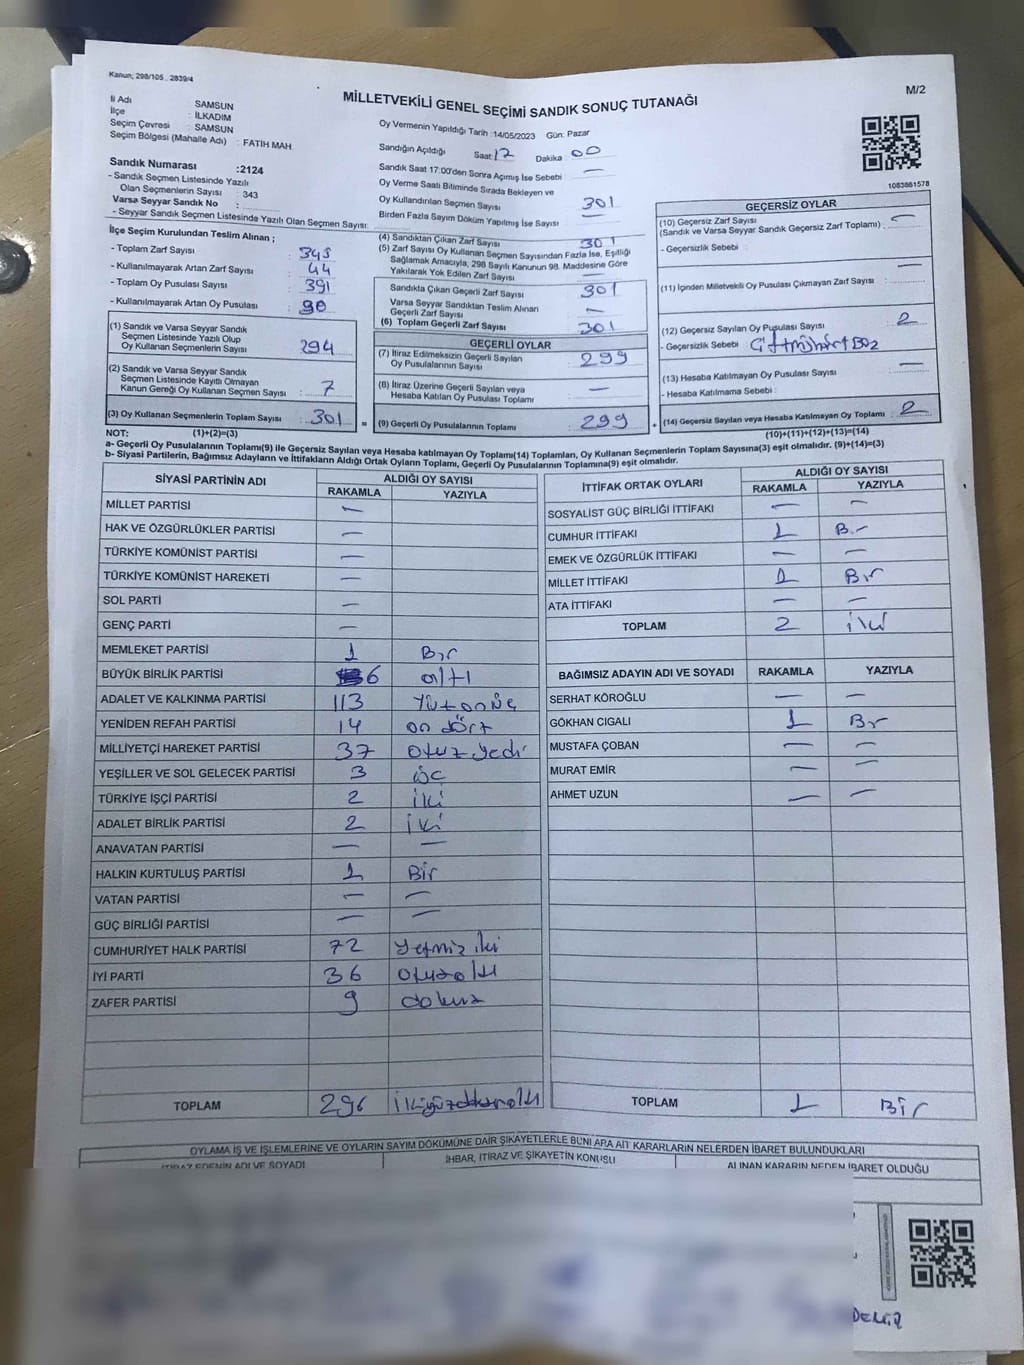 Kanun; 298/105 , 2839/4
M/2
MİLLETVEKİLİ GENEL SEÇİMİ SANDIK SONUÇ TUTANAĞI
İl Adı : SAMSUN
İlçe : İLKADIM
Seçim Çevresi : SAMSUN
Seçim Bölgesi (Mahalle Adı) : FATİH MAH
Sandık Numarası :2124
- Sandık Seçmen Listesinde Yazılı
Olan Seçmenlerin Sayısı : 343
Varsa Seyyar Sandık No :
- Seyyar Sandık Seçmen Listesinde Yazılı Olan Seçmen Sayısı:
İlçe Seçim Kurulundan Teslim Alınan ;
- Toplam Zarf Sayısı : 345
- Kullanılmayarak Artan Zarf Sayısı : 44
- Toplam Oy Pusulası Sayısı : 391
- Kullanılmayarak Artan Oy Pusulası : 90
(1) Sandık ve Varsa Seyyar Sandık
Seçmen Listesinde Yazılı Olup
Oy Kullanan Seçmenlerin Sayısı : 294
(2) Sandık ve Varsa Seyyar Sandık
Seçmen Listesinde Kayıtlı Olmayan
Kanun Gereği Oy Kullanan Seçmen Sayısı : 7
(3) Oy Kullanan Seçmenlerin Toplam Sayısı : 301
Oy Vermenin Yapıldığı Tarih :14/05/2023 Gün: Pazar
Sandığın Açıldığı Saat 17 Dakika 00
Sandık Saat 17:00'den Sonra Açılmış İse Sebebi —
Oy Verme Saati Bitiminde Sırada Bekleyen ve
Oy Kullandırılan Seçmen Sayısı 301
Birden Fazla Sayım Döküm Yapılmış İse Sayısı —
(4) Sandıktan Çıkan Zarf Sayısı 301
(5) Zarf Sayısı Oy Kullanan Seçmen Sayısından Fazla İse, Eşitliği
Sağlamak Amacıyla, 298 Sayılı Kanunun 98. Maddesine Göre
Yakılarak Yok Edilen Zarf Sayısı —
Sandıkta Çıkan Geçerli Zarf Sayısı : 301
Varsa Seyyar Sandıktan Teslim Alınan
Geçerli Zarf Sayısı : —
(6) Toplam Geçerli Zarf Sayısı : 301
GEÇERLİ OYLAR
(7) İtiraz Edilmeksizin Geçerli Sayılan
Oy Pusulalarının Sayısı : 299
(8) İtiraz Üzerine Geçerli Sayılan veya
Hesaba Katılan Oy Pusulası Toplamı : —
= (9) Geçerli Oy Pusulalarının Toplamı : 299 +
1083861578
GEÇERSİZ OYLAR
(10) Geçersiz Zarf Sayısı
(Sandık ve Varsa Seyyar Sandık Geçersiz Zarf Toplamı) : —
- Geçersizlik Sebebi :
(11) İçinden Milletvekili Oy Pusulası Çıkmayan Zarf Sayısı : —
(12) Geçersiz Sayılan Oy Pusulası Sayısı : 2
- Geçersizlik Sebebi :
(13) Hesaba Katılmayan Oy Pusulası Sayısı : —
- Hesaba Katılmama Sebebi :
(14) Geçersiz Sayılan veya Hesaba Katılmayan Oy Toplamı : 2
NOT: (1)+(2)=(3) (10)+(11)+(12)+(13)=(14)
a- Geçerli Oy Pusulalarının Toplamı(9) ile Geçersiz Sayılan veya Hesaba katılmayan Oy Toplamı(14) Toplamları, Oy Kullanan Seçmenlerin Toplam Sayısına(3) eşit olmalıdır. (9)+(14)=(3)
b- Siyasi Partilerin, Bağımsız Adayların ve İttifakların Aldığı Ortak Oyların Toplamı, Geçerli Oy Pusulalarının Toplamına(9) eşit olmalıdır.
SİYASİ PARTİNİN ADI ALDIĞI OY SAYISI
RAKAMLA YAZIYLA
MİLLET PARTİSİ —
HAK VE ÖZGÜRLÜKLER PARTİSİ —
TÜRKİYE KOMÜNİST PARTİSİ —
TÜRKİYE KOMÜNİST HAREKETİ —
SOL PARTİ —
GENÇ PARTİ —
MEMLEKET PARTİSİ 1 Bir
BÜYÜK BİRLİK PARTİSİ 6 altı
ADALET VE KALKINMA PARTİSİ 113 Yüzonüç
YENİDEN REFAH PARTİSİ 14 on dört
MİLLİYETÇİ HAREKET PARTİSİ 37 otuz yedi
YEŞİLLER VE SOL GELECEK PARTİSİ 3 üç
TÜRKİYE İŞÇİ PARTİSİ 2 iki
ADALET BİRLİK PARTİSİ 2 iki
ANAVATAN PARTİSİ — —
HALKIN KURTULUŞ PARTİSİ 1 Bir
VATAN PARTİSİ — —
GÜÇ BİRLİĞİ PARTİSİ — —
CUMHURİYET HALK PARTİSİ 72 yetmiz iki
İYİ PARTİ 36 otuzaltı
ZAFER PARTİSİ 9 dokuz
TOPLAM 296 ikiyüzdoksanaltı
İTTİFAK ORTAK OYLARI ALDIĞI OY SAYISI
RAKAMLA YAZIYLA
SOSYALİST GÜÇ BİRLİĞİ İTTİFAKI — —
CUMHUR İTTİFAKI 1 Bir
EMEK VE ÖZGÜRLÜK İTTİFAKI — —
MİLLET İTTİFAKI 1 Bir
ATA İTTİFAKI — —
TOPLAM 2 iki
BAĞIMSIZ ADAYIN ADI VE SOYADI RAKAMLA YAZIYLA
SERHAT KÖROĞLU — —
GÖKHAN CIGALI 1 Bir
MUSTAFA ÇOBAN — —
MURAT EMİR — —
AHMET UZUN — —
TOPLAM 1 Bir
OYLAMA İŞ VE İŞLEMLERİNE VE OYLARIN SAYIM DÖKÜMÜNE DAİR ŞİKAYETLERLE BUNLARA AİT KARARLARIN NELERDEN İBARET BULUNDUKLARI
İTİRAZ EDENİN ADI VE SOYADI İHBAR, İTİRAZ VE ŞİKAYETİN KONUSU ALINAN KARARIN NEDEN İBARET OLDUĞU